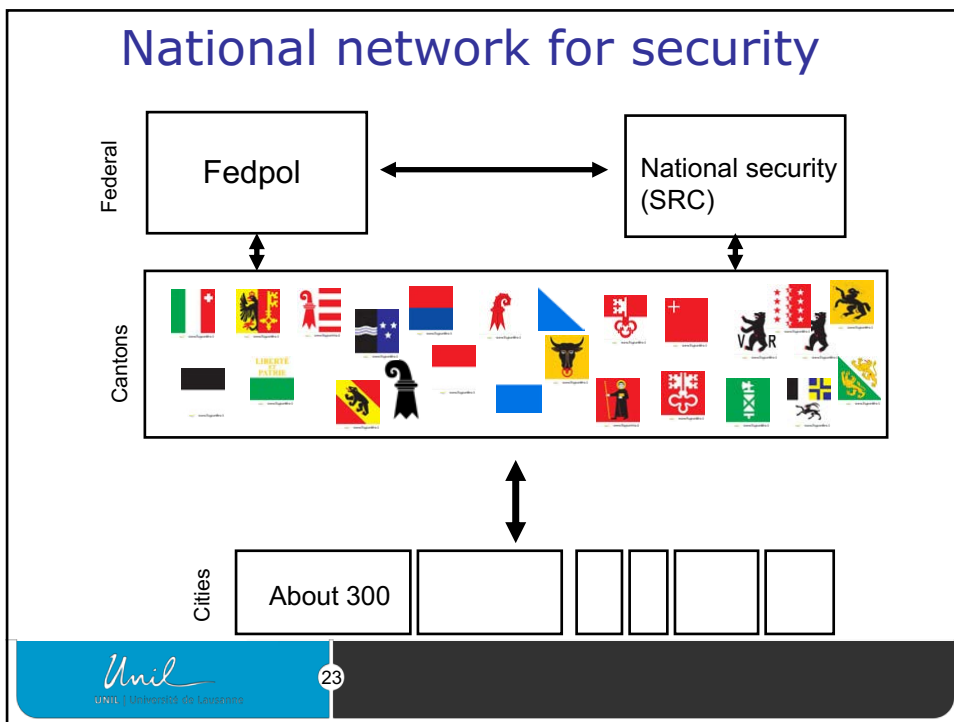 National network for security
Federal
Fedpol
National security
(SRC)
Cantons
LIBERTÉ
ET
PATRIE
V R
Cities
About 300
Unil
UNIL | Université de Lausanne
23